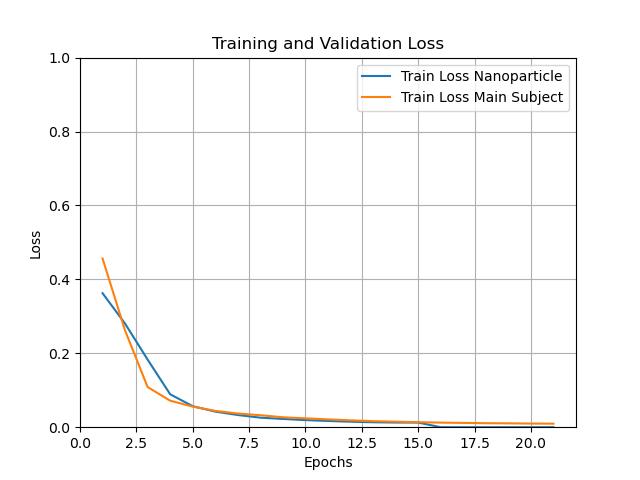 Training and Validation Loss
Train Loss Nanoparticle
Train Loss Main Subject
1.0
0.8
0.6
0.4
0.2
0.0
Loss
0.0 2.5 5.0 7.5 10.0 12.5 15.0 17.5 20.0
Epochs